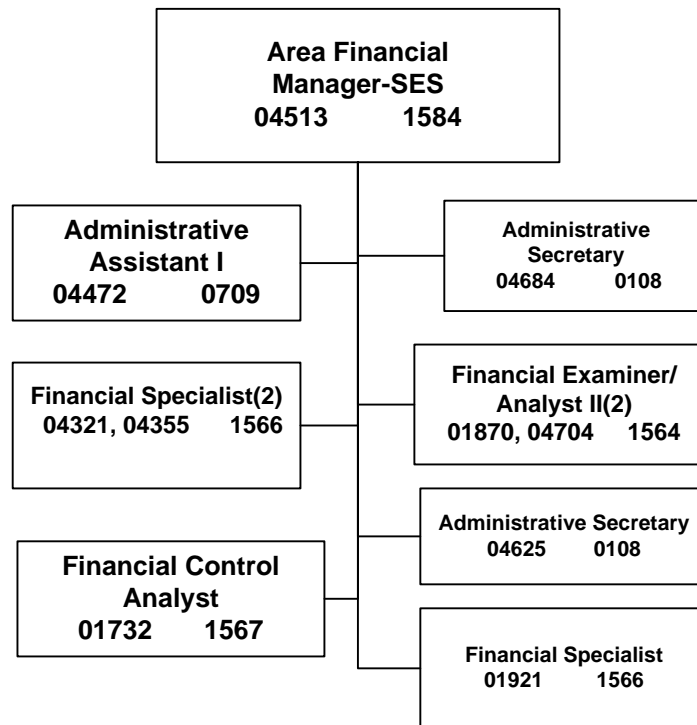 Area Financial
Manager-SES
04513 1584
Administrative
Assistant I
04472 0709
Administrative
Secretary
04684 0108
Financial Specialist(2)
04321, 04355 1566
Financial Examiner/
Analyst II(2)
01870, 04704 1564
Administrative Secretary
04625 0108
Financial Control
Analyst
01732 1567
Financial Specialist
01921 1566